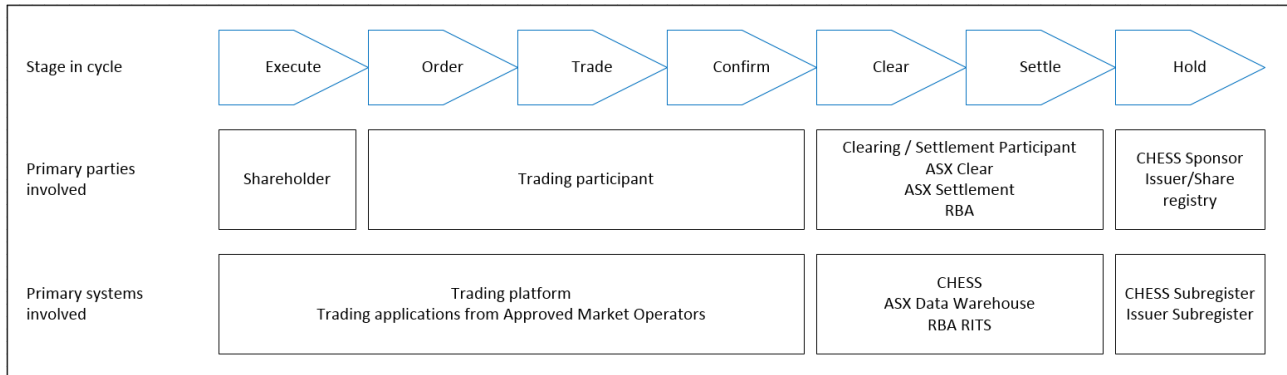 Stage in cycle
Execute
Order
Trade
Confirm
Clear
Settle
Hold
Primary parties
involved
Shareholder
Trading participant
Clearing / Settlement Participant
ASX Clear
ASX Settlement
RBA
CHESS Sponsor
Issuer/Share
registry
Primary systems
involved
Trading platform
Trading applications from Approved Market Operators
CHESS
ASX Data Warehouse
RBA RITS
CHESS Subregister
Issuer Subregister